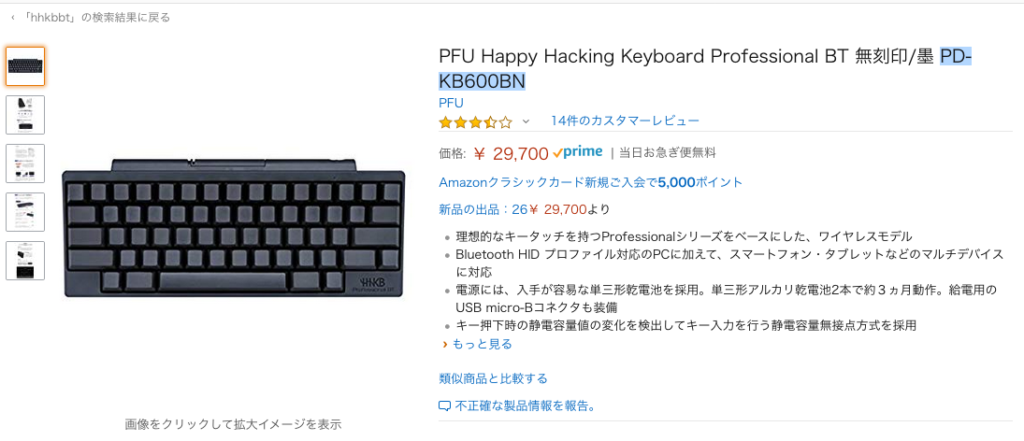 ‹ 「hhkbbt」の検索結果に戻る
PFU Happy Hacking Keyboard Professional BT 無刻印/墨 PD-
KB600BN
PFU
14件のカスタマーレビュー
価格: ￥ 29,700 prime | 当日お急ぎ便無料
Amazonクラシックカード新規ご入会で5,000ポイント
新品の出品：26￥ 29,700より
理想的なキータッチを持つProfessionalシリーズをベースにした、ワイヤレスモデル
Bluetooth HID プロファイル対応のPCに加えて、スマートフォン・タブレットなどのマルチデバイス
に対応
電源には、入手が容易な単三形乾電池を採用。単三形アルカリ乾電池2本で約３ヵ月動作。給電用の
USB micro-Bコネクタも装備
キー押下時の静電容量値の変化を検出してキー入力を行う静電容量無接点方式を採用
› もっと見る
類似商品と比較する
不正確な製品情報を報告。
HHKB
Professional BT
画像をクリックして拡大イメージを表示